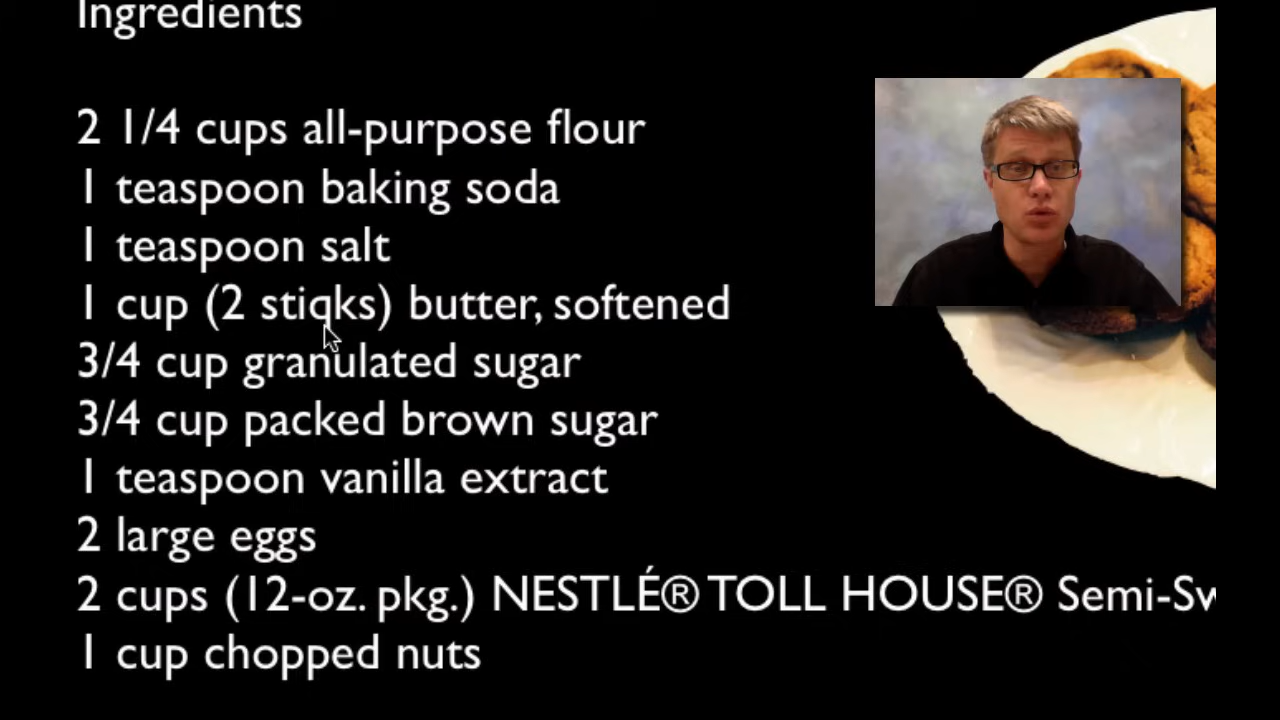 Ingredients
2 1/4 cups all-purpose flour
1 teaspoon baking soda
1 teaspoon salt
1 cup (2 sticks) butter, softened
3/4 cup granulated sugar
3/4 cup packed brown sugar
1 teaspoon vanilla extract
2 large eggs
2 cups (12-oz. pkg.) NESTLÉ® TOLL HOUSE® Semi-Sw
1 cup chopped nuts